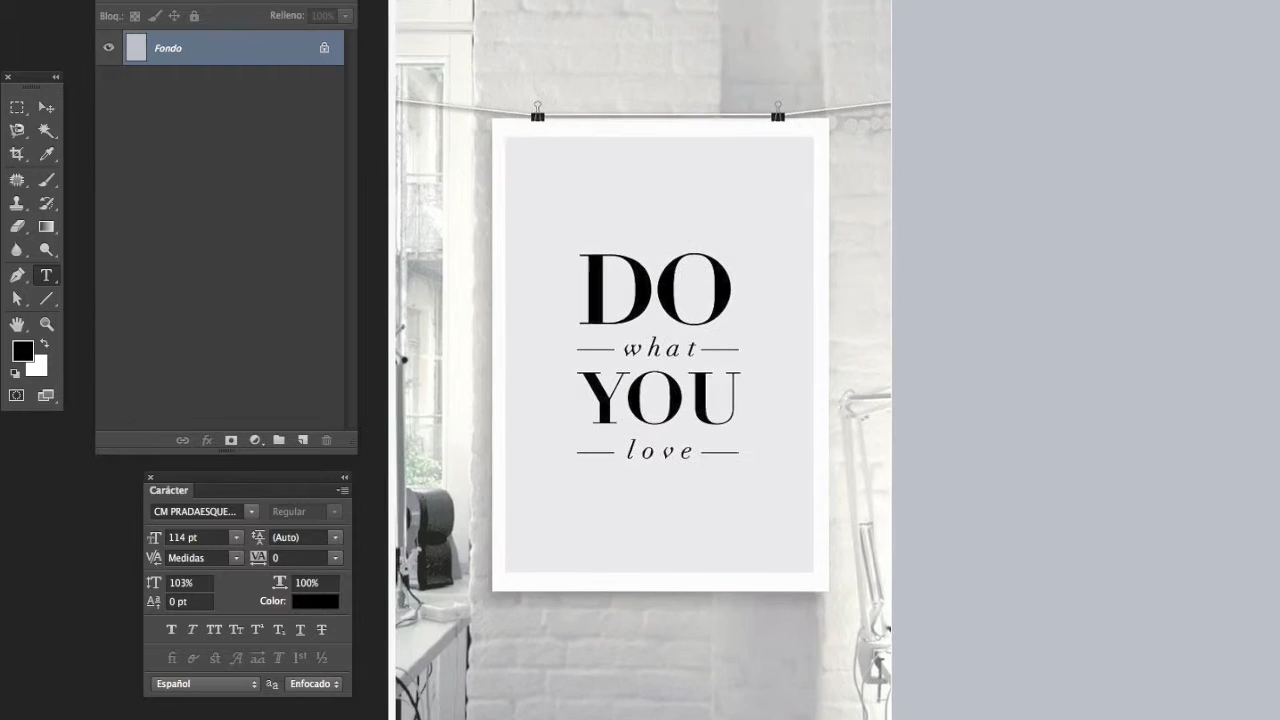 Bloq.: Relleno: 100%
Fondo
Carácter
CM PRADAESQUE... Regular
114 pt (Auto)
Medidas 0
103% 100%
0 pt Color:
Español Enfocado
DO
what
YOU
love